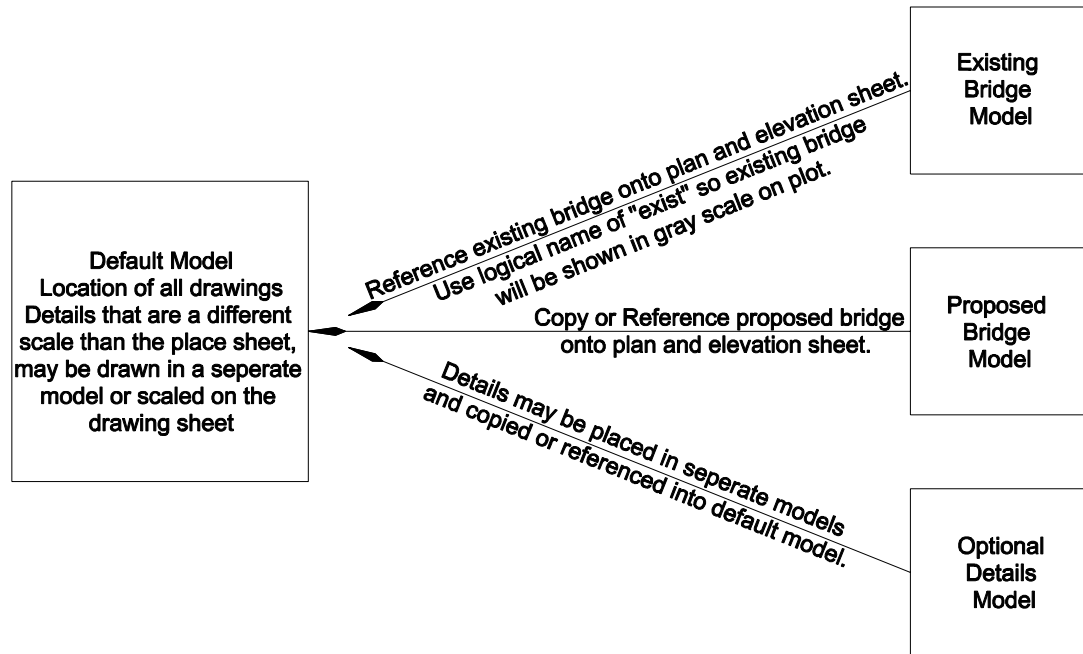 Existing
Bridge
Model
Reference existing bridge onto plan and elevation sheet.
Use logical name of "exist" so existing bridge
will be shown in gray scale on plot.
Default Model
Location of all drawings
Details that are a different
scale than the place sheet,
may be drawn in a seperate
model or scaled on the
drawing sheet
Copy or Reference proposed bridge
onto plan and elevation sheet.
Proposed
Bridge
Model
Details may be placed in seperate models
and copied or referenced into default model.
Optional
Details
Model